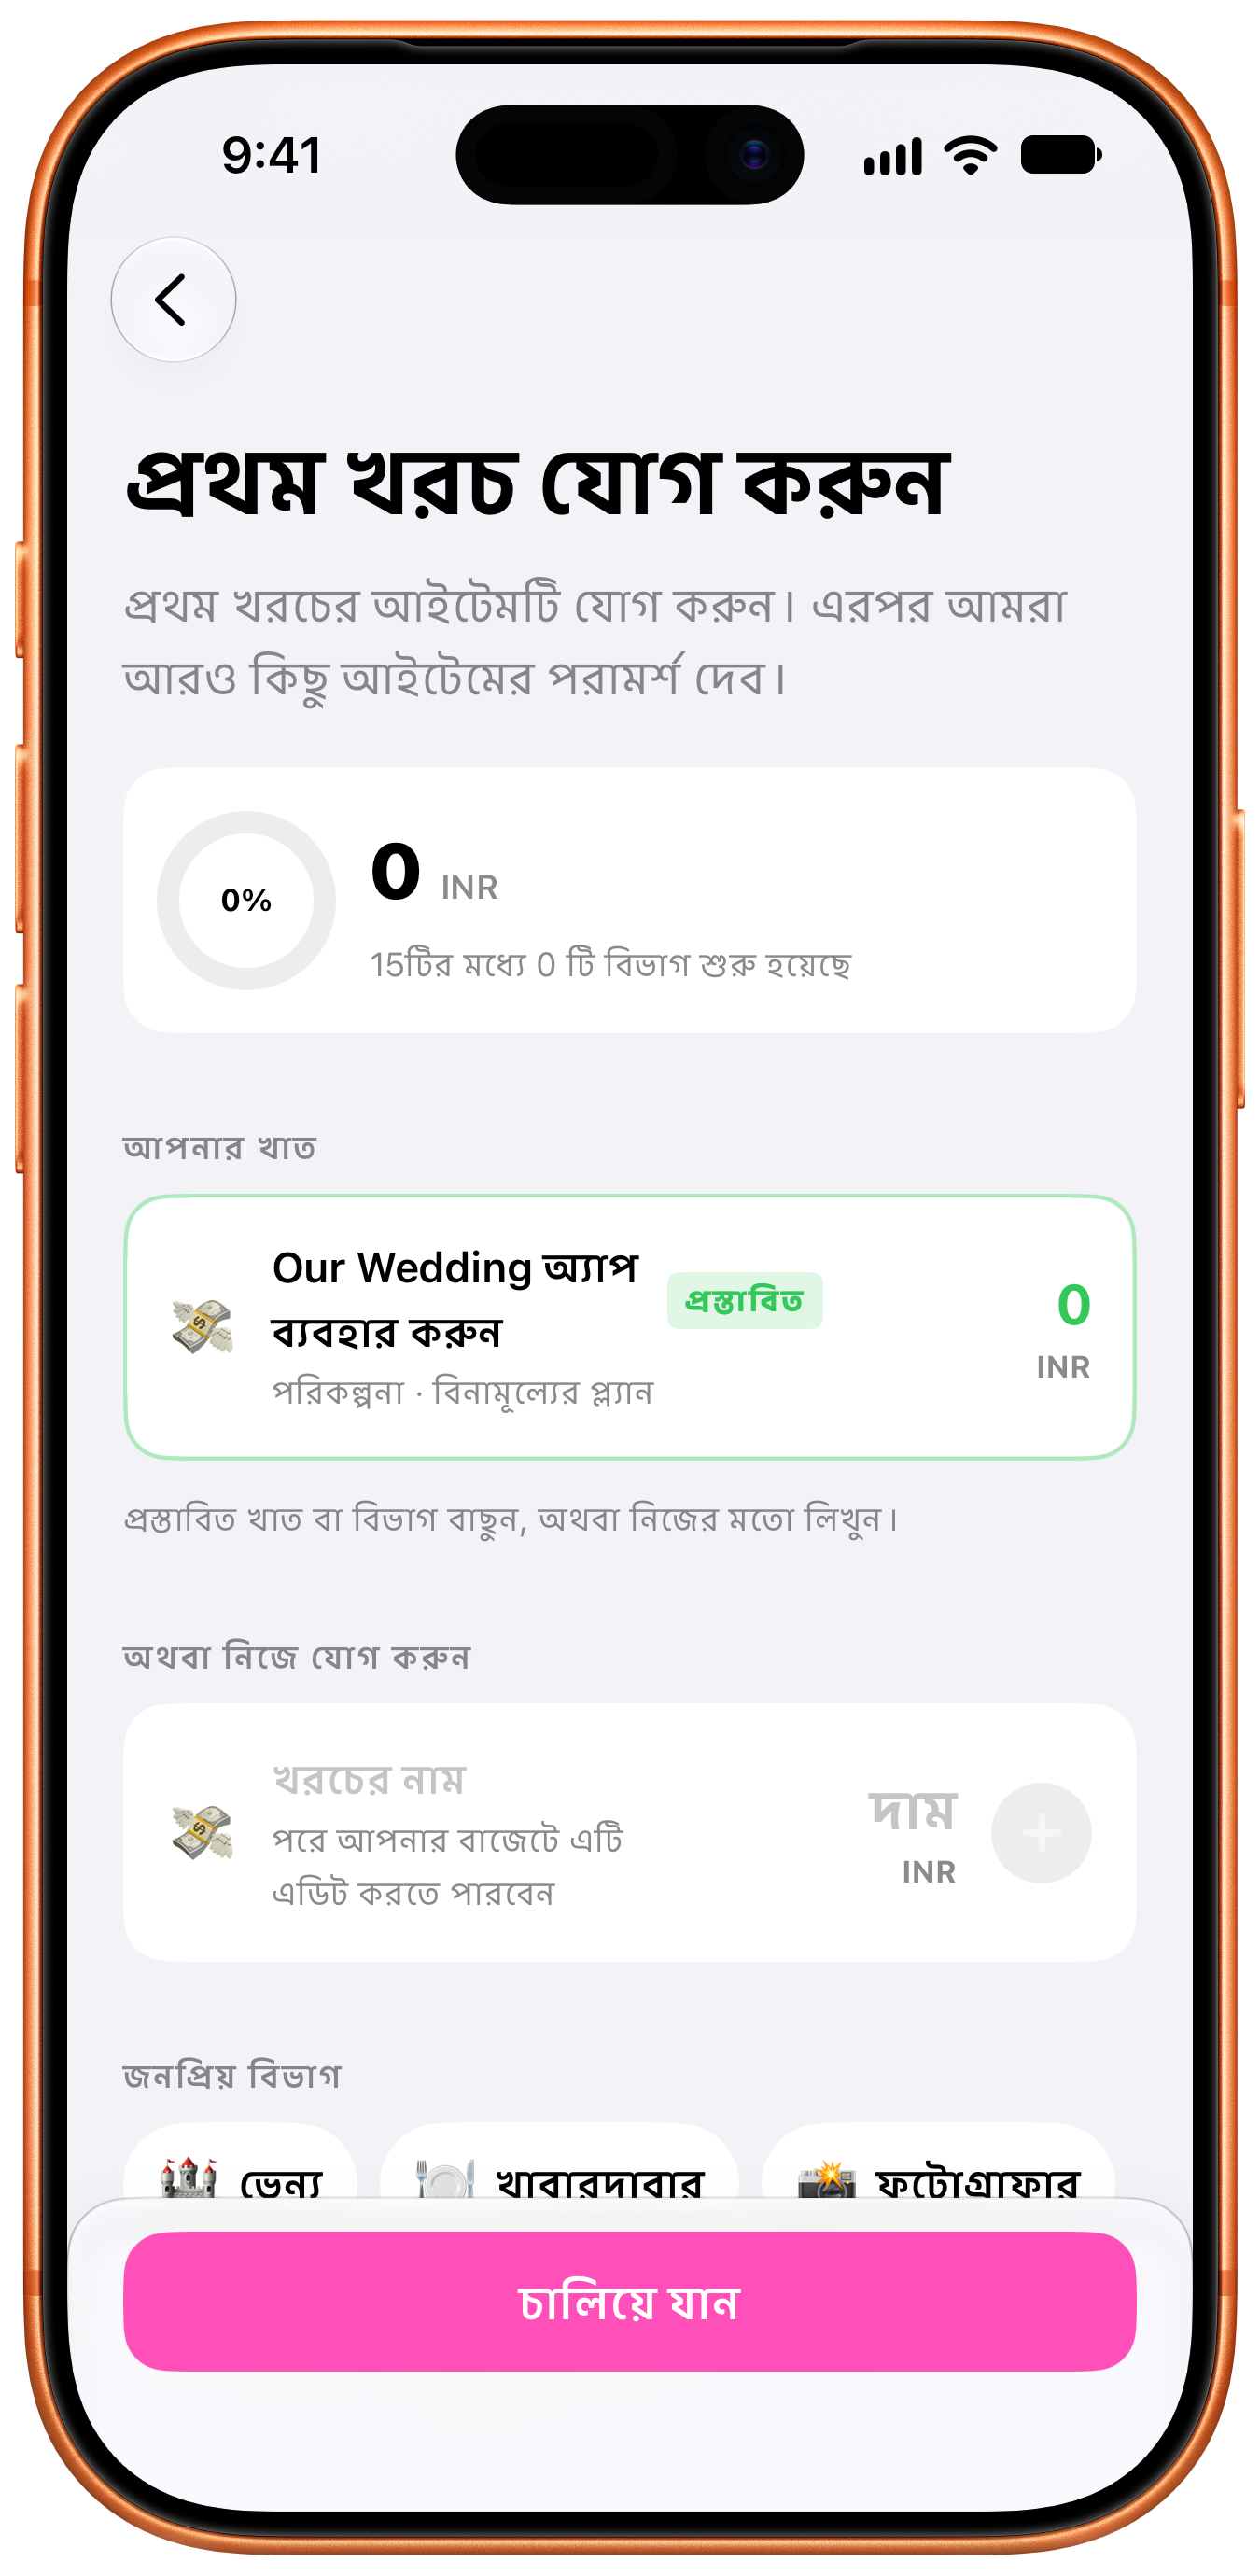 9:41
প্রথম খরচ যোগ করুন
প্রথম খরচের আইটেমটি যোগ করুন। এরপর আমরা
আরও কিছু আইটেমের পরামর্শ দেব।
0%
0 INR
15টির মধ্যে 0 টি বিভাগ শুরু হয়েছে
আপনার খাত
Our Wedding অ্যাপ
ব্যবহার করুন
প্রস্তাবিত
পরিকল্পনা · বিনামূল্যের প্ল্যান
0
INR
প্রস্তাবিত খাত বা বিভাগ বাছুন, অথবা নিজের মতো লিখুন।
অথবা নিজে যোগ করুন
খরচের নাম
পরে আপনার বাজেটে এটি
এডিট করতে পারবেন
দাম
INR
জনপ্রিয় বিভাগ
ভেন্যু খাবারদাবার ফটোগ্রাফার
চালিয়ে যান